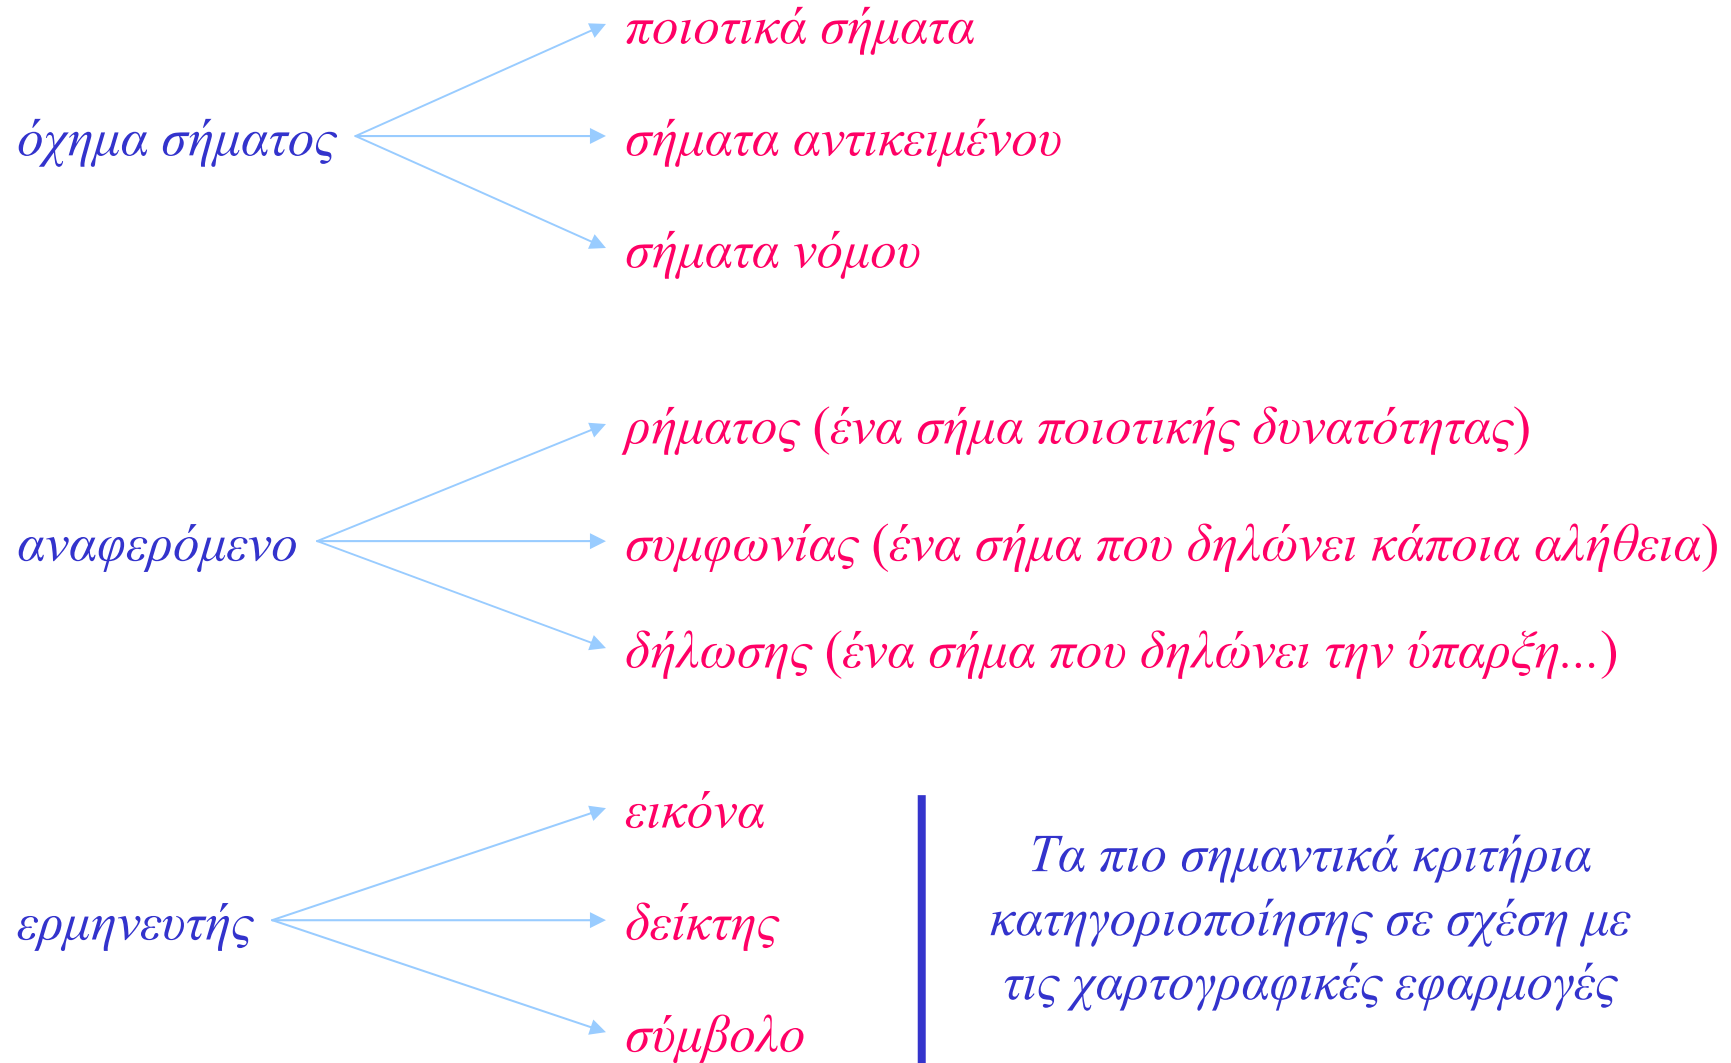 ποιοτικά σήματα
όχημα σήματος
σήματα αντικειμένου
σήματα νόμου
ρήματος (ένα σήμα ποιοτικής δυνατότητας)
αναφερόμενο
συμφωνίας (ένα σήμα που δηλώνει κάποια αλήθεια)
δήλωσης (ένα σήμα που δηλώνει την ύπαρξη...)
εικόνα
ερμηνευτής
δείκτης
σύμβολο
Τα πιο σημαντικά κριτήρια
κατηγοριοποίησης σε σχέση με
τις χαρτογραφικές εφαρμογές